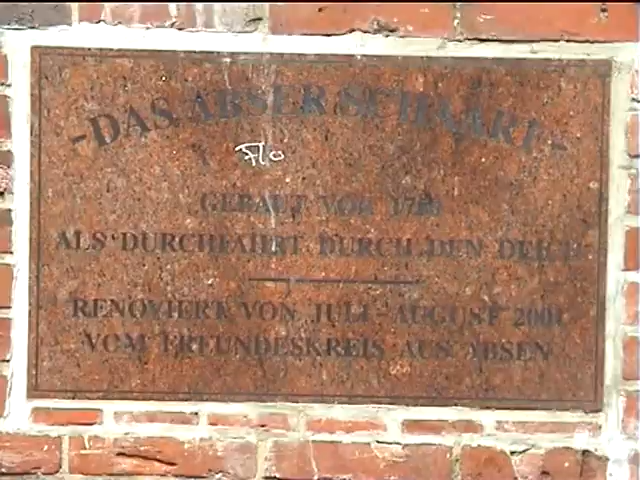 -DAS ABSER SCHAART-
Flo
GEBAUT VOR
ALS DURCHFAHRT DURCH DEN DEICH
RENOVIERT VON JULI - AUGUST 2001
VOM FREUNDESKREIS AUS ABSEN